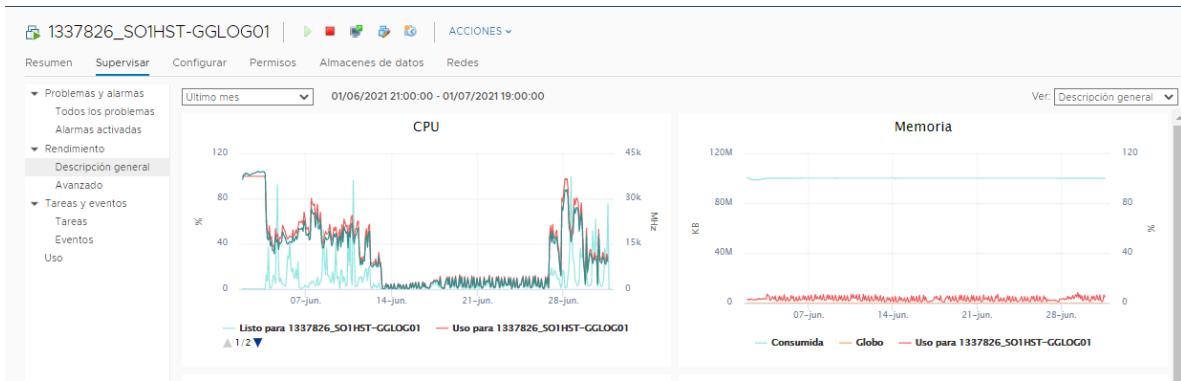 1337826_SO1HST-GGLOG01 ACCIONES
Resumen Supervisar Configurar Permisos Almacenes de datos Redes
Problemas y alarmas
Todos los problemas
Alarmas activadas
Rendimiento
Descripción general
Avanzado
Tareas y eventos
Tareas
Eventos
Uso
Último mes 01/06/2021 21:00:00 - 01/07/2021 19:00:00 Ver: Descripción general
CPU
120 45k
80 30k
% MHz
40 15k
0 0
07-jun. 14-jun. 21-jun. 28-jun.
Listo para 1337826_SO1HST-GGLOG01 Uso para 1337826_SO1HST-GGLOG01
1/2
Memoria
120M 120
80M 80
KB %
40M 40
0 0
07-jun. 14-jun. 21-jun. 28-jun.
Consumida Globo Uso para 1337826_SO1HST-GGLOG01